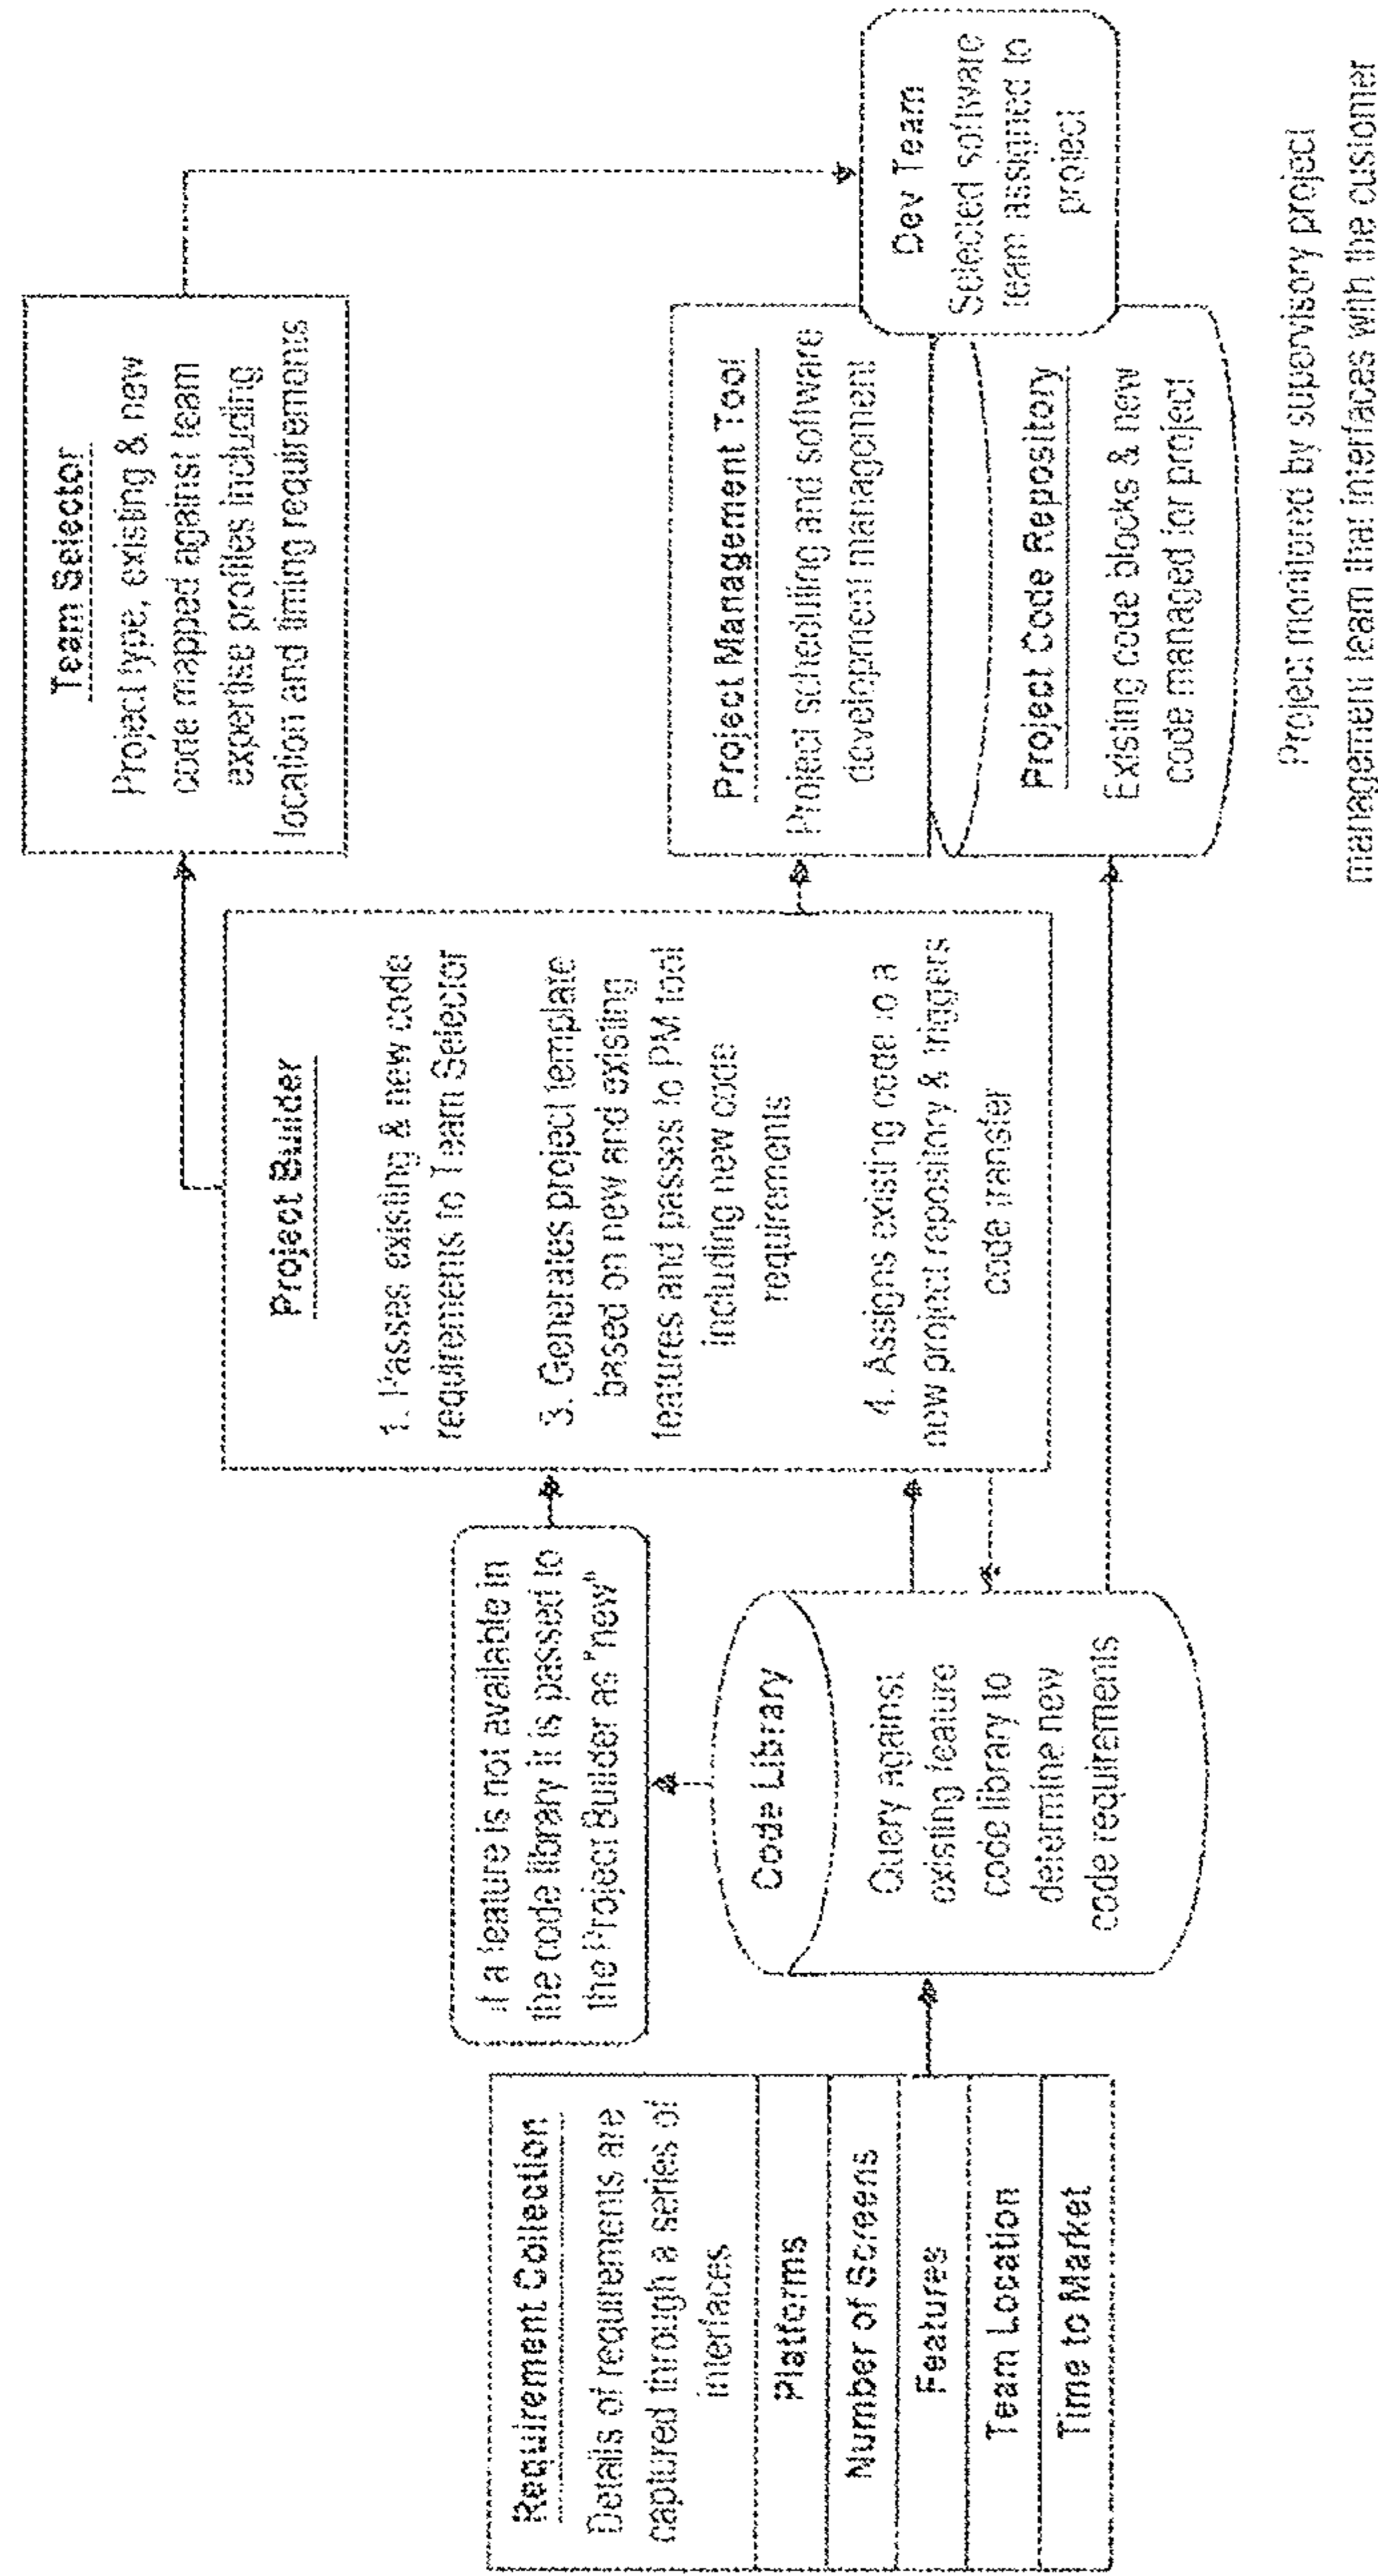 Requirement Collection
Details of requirements are
captured through a series of
interfaces
Platforms
Number of Screens
Features
Team Location
Time to Market
If a feature is not available in
the code library it is passed to
the Project Builder as "new"
Code Library
Query against
existing feature
code library to
determine new
code requirements
Project Builder
1. Passes existing & new code
requirements to Team Selector
3. Generates project template
based on new and existing
features and passes to PM tool
including new code
requirements
4. Assigns existing code to a
new project repository & triggers
code transfer
Team Selector
Project type, existing & new
code mapped against team
expertise profiles including
location and timing requirements
Project Management Tool
Project scheduling and software
development management
Project Code Repository
Existing code blocks & new
code managed for project
Dev Team
Selected software
team assigned to
project
Project monitored by supervisory project
management team that interfaces with the customer